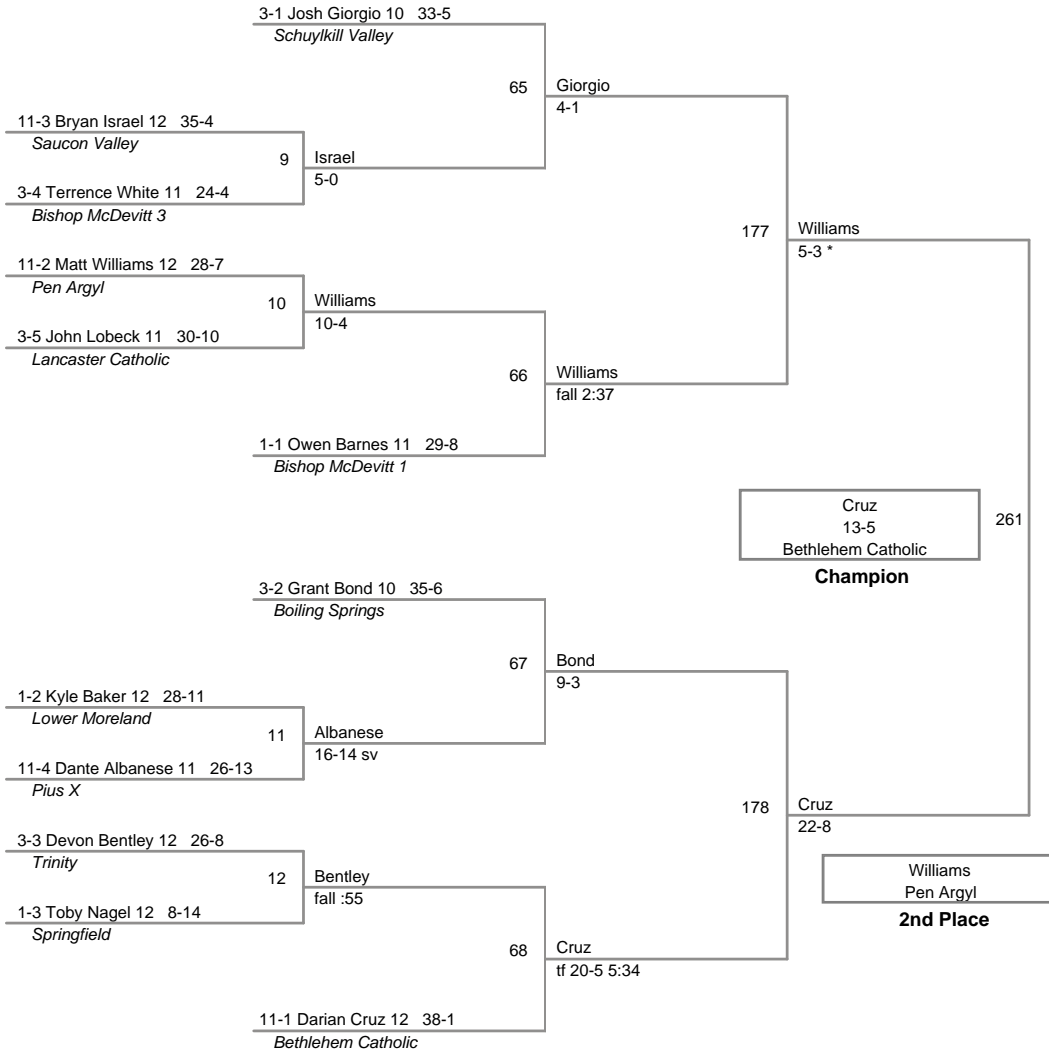 3-1 Josh Giorgio 10 33-5
Schuylkill Valley
65
Giorgio
4-1
11-3 Bryan Israel 12 35-4
Saucon Valley
9
Israel
5-0
3-4 Terrence White 11 24-4
Bishop McDevitt 3
177
Williams
5-3 *
11-2 Matt Williams 12 28-7
Pen Argyl
10
Williams
10-4
3-5 John Lobeck 11 30-10
Lancaster Catholic
66
Williams
fall 2:37
1-1 Owen Barnes 11 29-8
Bishop McDevitt 1
Cruz
13-5
Bethlehem Catholic
Champion
261
3-2 Grant Bond 10 35-6
Boiling Springs
67
Bond
9-3
1-2 Kyle Baker 12 28-11
Lower Moreland
11
Albanese
16-14 sv
11-4 Dante Albanese 11 26-13
Pius X
178
Cruz
22-8
3-3 Devon Bentley 12 26-8
Trinity
12
Bentley
fall :55
1-3 Toby Nagel 12 8-14
Springfield
Williams
Pen Argyl
2nd Place
68
Cruz
tf 20-5 5:34
11-1 Darian Cruz 12 38-1
Bethlehem Catholic